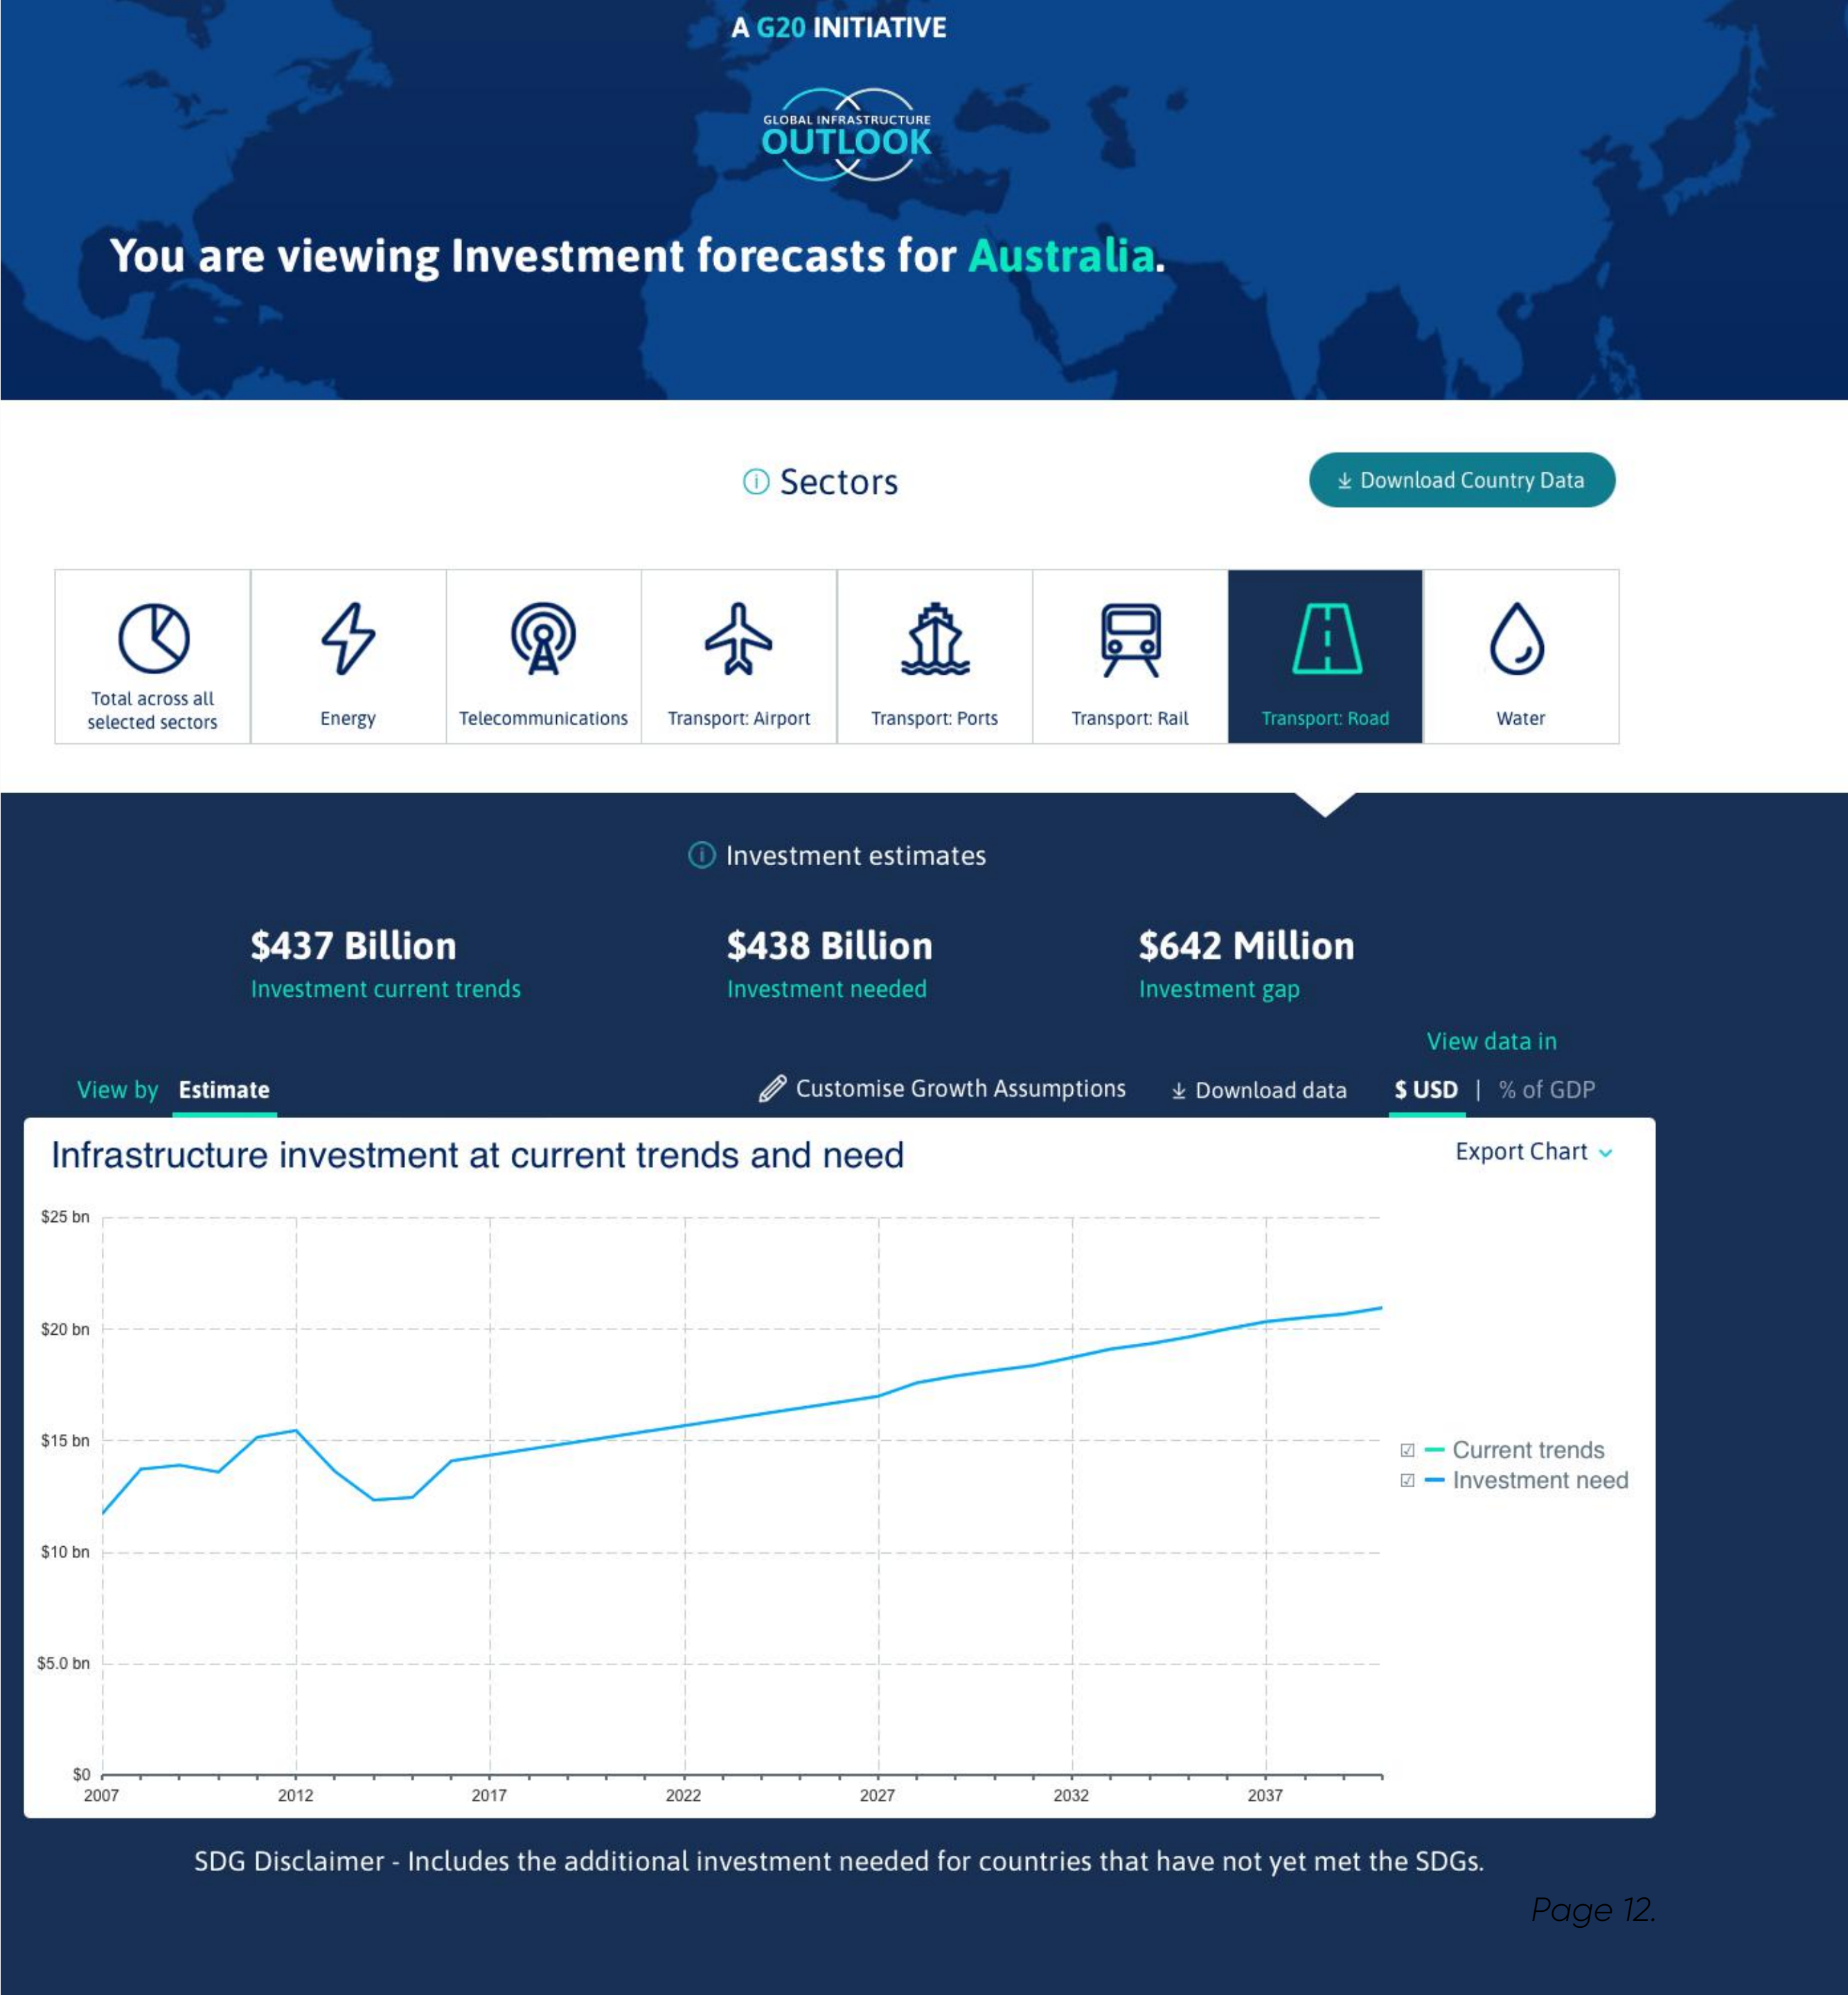 A G20 INITIATIVE
GLOBAL INFRASTRUCTURE
OUTLOOK
You are viewing Investment forecasts for Australia.
Sectors
Download Country Data
Total across all
selected sectors
Energy
Telecommunications
Transport: Airport
Transport: Ports
Transport: Rail
Transport: Road
Water
Investment estimates
$437 Billion
Investment current trends
$438 Billion
Investment needed
$642 Million
Investment gap
View data in
View by Estimate
Customise Growth Assumptions
Download data
$ USD | % of GDP
Infrastructure investment at current trends and need
Export Chart
$25 bn
$20 bn
$15 bn
$10 bn
$5.0 bn
$0
2007 2012 2017 2022 2027 2032 2037
Current trends
Investment need
SDG Disclaimer - Includes the additional investment needed for countries that have not yet met the SDGs.
Page 12.